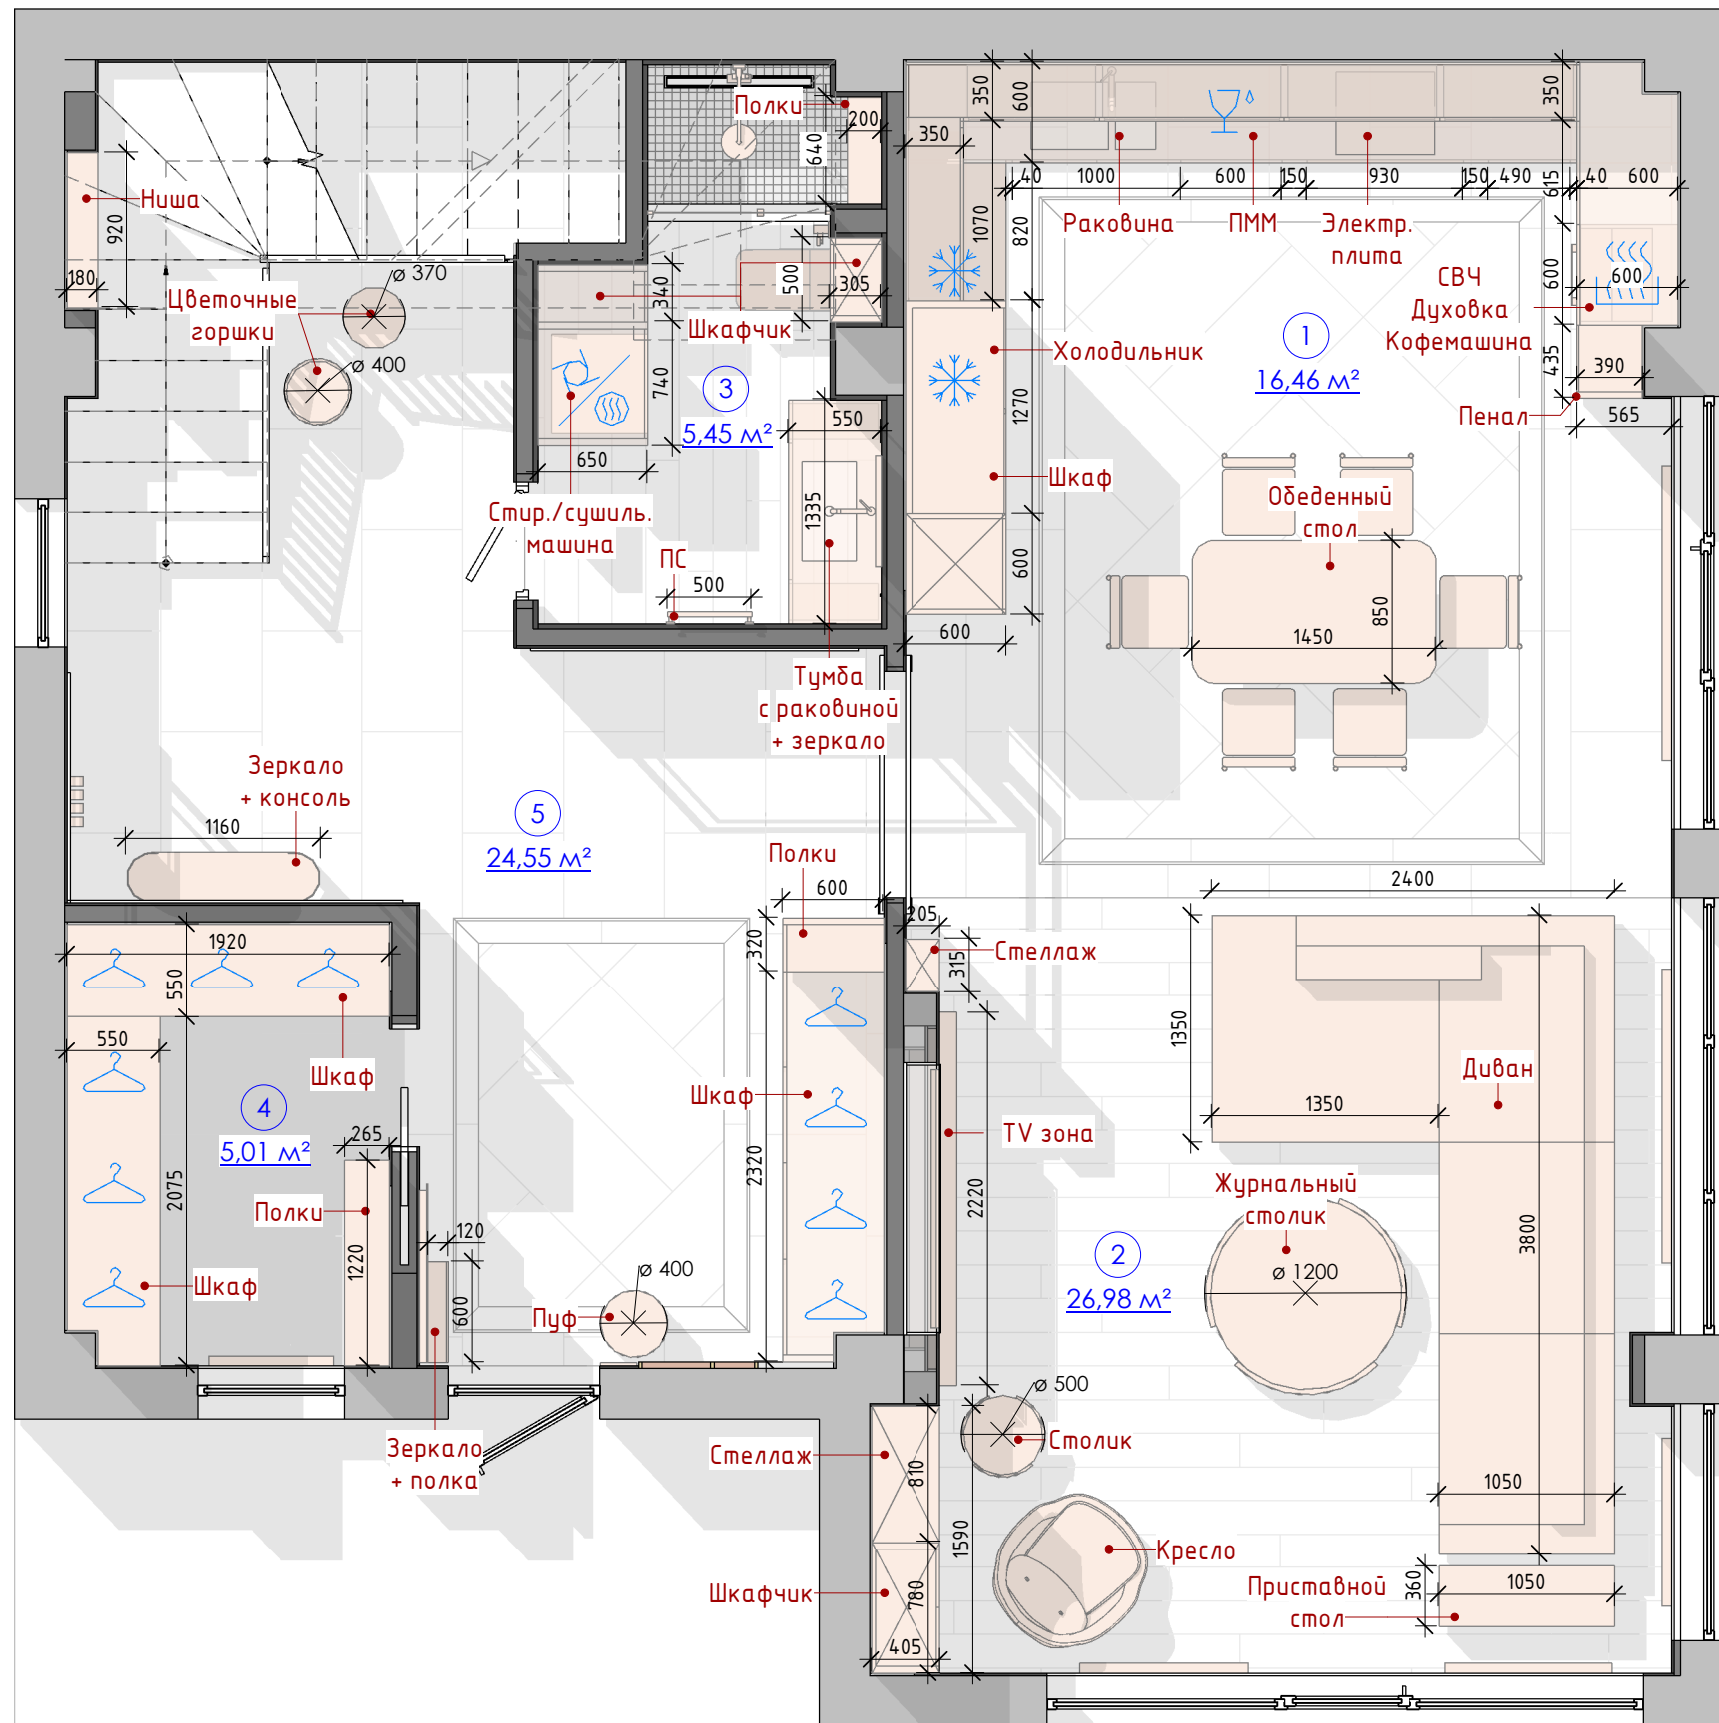 350
600
350
Полки
200
640
350
40
1000
600
150
930
150
490
615
40
600
Ниша
920
180
Раковина
ПММ
Электр.
плита
1070
820
ø 370
Цветочные
горшки
ø 400
340
500
305
Шкафчик
СВЧ
Духовка
Кофемашина
600
600
1
16,46 м²
Холодильник
435
390
Пенал
565
740
3
5,45 м²
550
650
1270
Шкаф
Обеденный
стол
Стир./сушиль.
машина
1335
ПС
500
600
600
850
1450
Тумба
с раковиной
+ зеркало
Зеркало
+ консоль
1160
5
24,55 м²
Полки
600
2400
205
320
315
Стеллаж
1920
550
550
Шкаф
1350
1350
Диван
Шкаф
TV зона
4
5,01 м²
265
2075
Полки
1220
2320
2220
Журнальный
столик
3800
120
ø 1200
2
26,98 м²
Шкаф
600
ø 400
Пуф
ø 500
Столик
Зеркало
+ полка
Стеллаж
810
1050
1590
Кресло
Шкафчик
780
Приставной
стол
360
1050
405